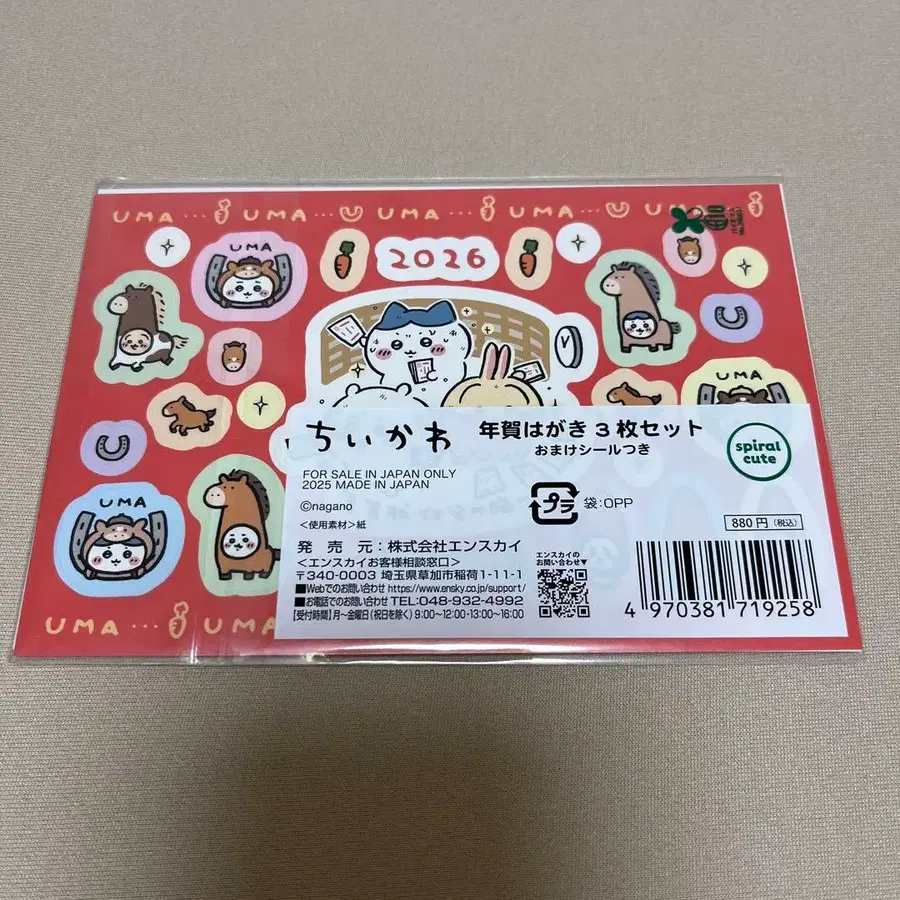 UMA … UMA … UMA … UMA … UMA …
2026
UMA
UMA
UMA
ちいかわ 年賀はがき3枚セット
おまけシールつき
spiral
cute
FOR SALE IN JAPAN ONLY
2025 MADE IN JAPAN
©nagano
＜使用素材＞紙
プラ 袋:OPP
880円(税込)
発 売 元：株式会社エンスカイ
＜エンスカイお客様相談窓口＞
〒340-0003 埼玉県草加市稲荷1-11-1
■Webでのお問い合わせ https://www.ensky.co.jp/support/
■お電話でのお問い合わせ TEL:048-932-4992
【受付時間】月～金曜日(祝日を除く) 9:00～12:00・13:00～16:00
エンスカイの
お問い合わせ▼
4 970381 719258
UMA … UMA